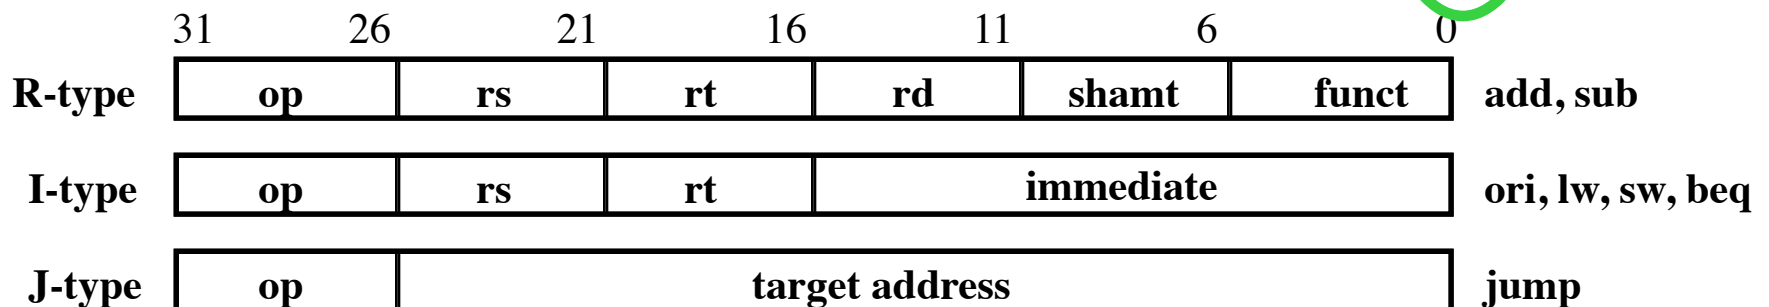 31 26 21 16 11 6 0
R-type op rs rt rd shamt funct add, sub
I-type op rs rt immediate ori, lw, sw, beq
J-type op target address jump